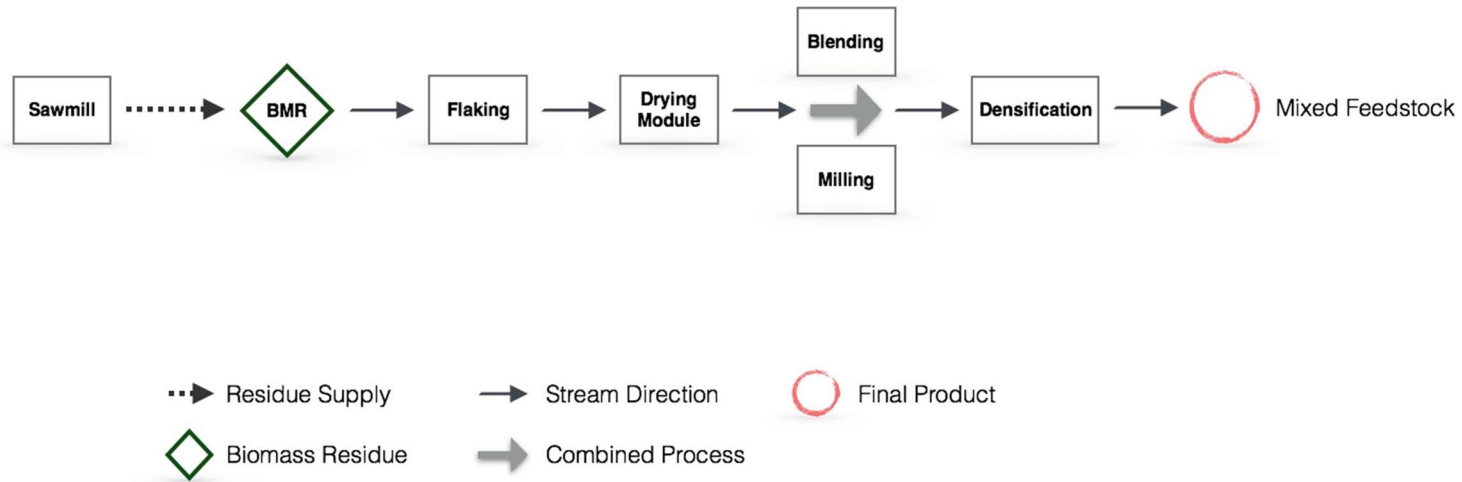 Blending
Sawmill
BMR
Flaking
Drying
Module
Densification
Mixed Feedstock
Milling
Residue Supply
Stream Direction
Final Product
Biomass Residue
Combined Process